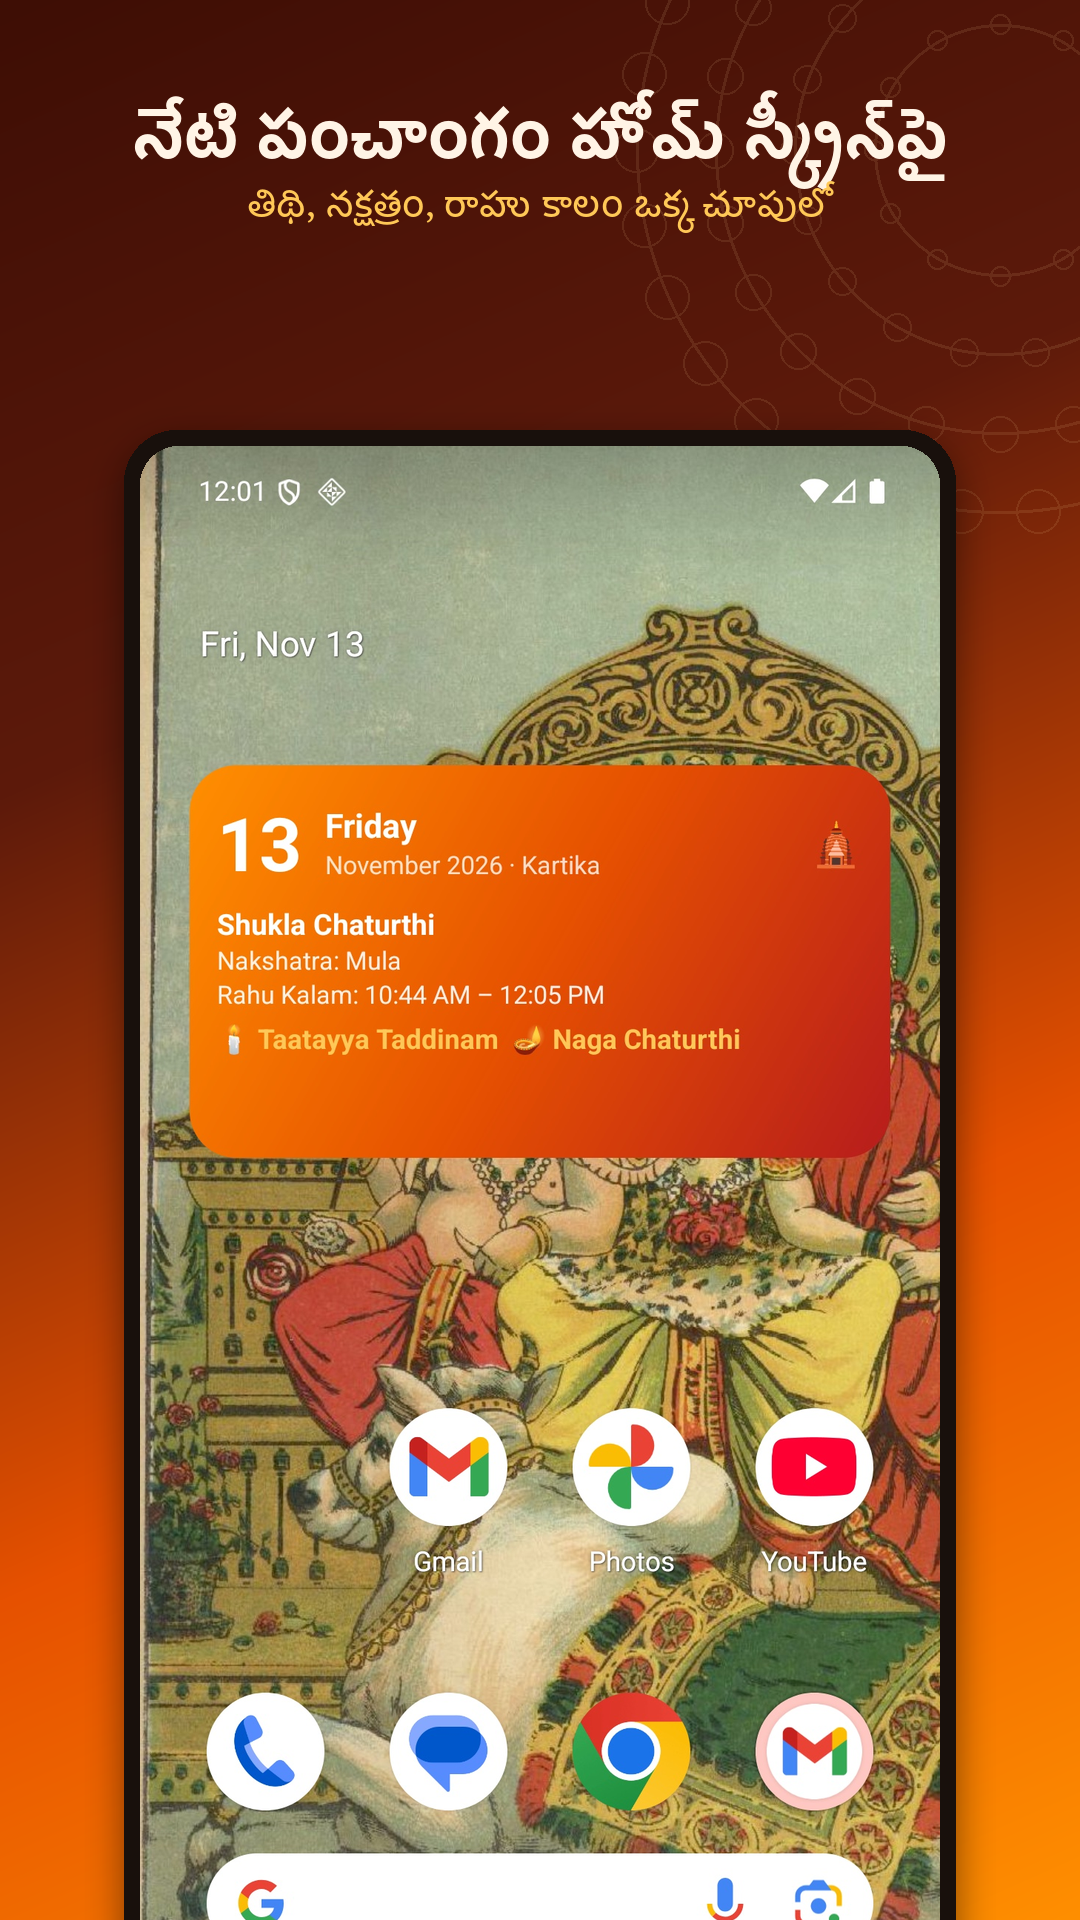 నేటి పంచాంగం హోమ్ స్క్రీన్‌పై
తిథి, నక్షత్రం, రాహు కాలం ఒక్క చూపులో
12:01
Fri, Nov 13
13
Friday
November 2026 · Kartika
Shukla Chaturthi
Nakshatra: Mula
Rahu Kalam: 10:44 AM – 12:05 PM
Taatayya Taddinam Naga Chaturthi
Gmail Photos YouTube